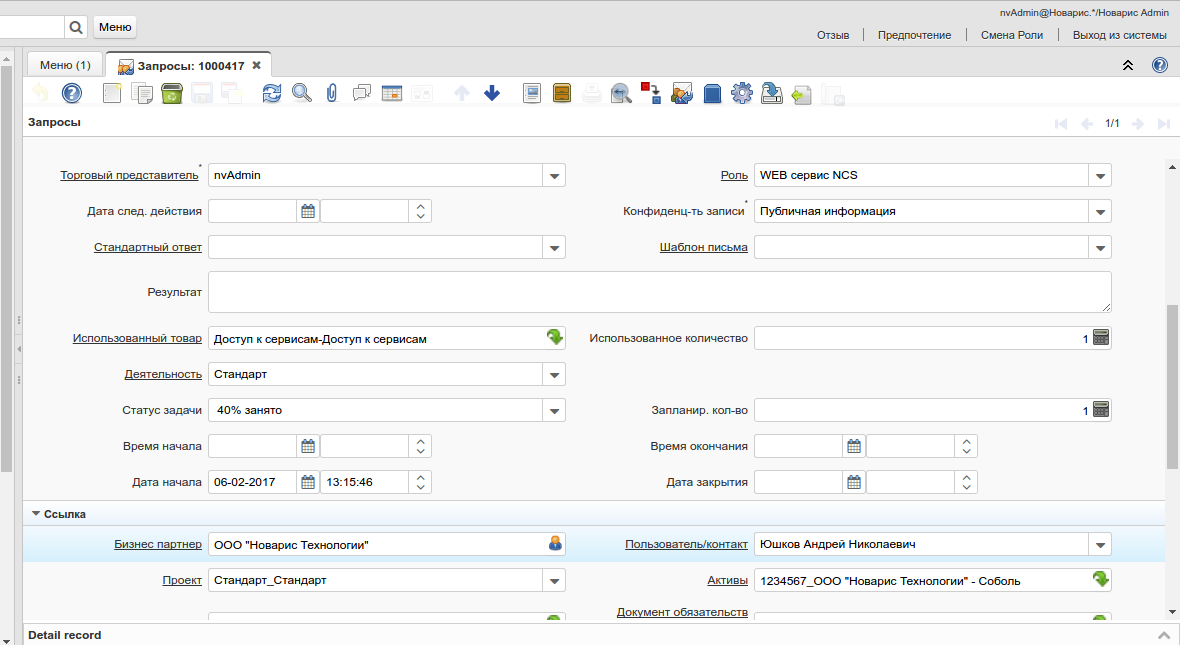 nvAdmin@Новарис.*/Новарис Admin
Меню
Отзыв Предпочтение Смена Роли Выход из системы
Меню (1) Запросы: 1000417
Запросы 1/1
Торговый представитель* nvAdmin Роль WEB сервис NCS
Дата след. действия Конфиденц-ть записи* Публичная информация
Стандартный ответ Шаблон письма
Результат
Использованный товар Доступ к сервисам-Доступ к сервисам Использованное количество 1
Деятельность Стандарт
Статус задачи 40% занято Запланир. кол-во 1
Время начала Время окончания
Дата начала 06-02-2017 13:15:46 Дата закрытия
Ссылка
Бизнес партнер ООО "Новарис Технологии" Пользователь/контакт Юшков Андрей Николаевич
Проект Стандарт_Стандарт Активы 1234567_ООО "Новарис Технологии" - Соболь
Документ обязательств
Detail record